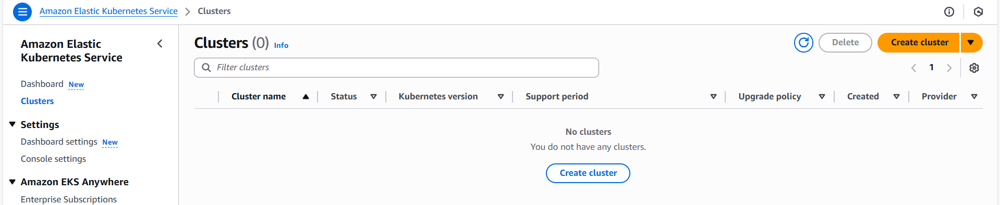 Amazon Elastic Kubernetes Service > Clusters
Amazon Elastic
Kubernetes Service
Dashboard New
Clusters
Settings
Dashboard settings New
Console settings
Amazon EKS Anywhere
Enterprise Subscriptions
Clusters (0) Info
Delete
Create cluster
Filter clusters
1
Cluster name Status Kubernetes version Support period Upgrade policy Created Provider
No clusters
You do not have any clusters.
Create cluster